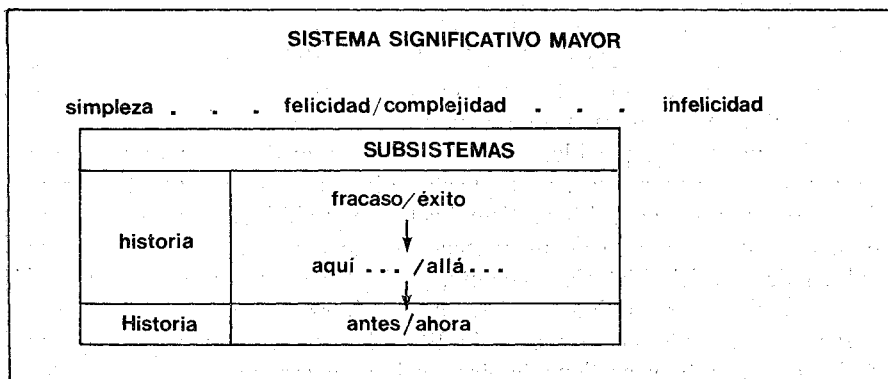 SISTEMA SIGNIFICATIVO MAYOR
simpleza . . . felicidad/complejidad . . . infelicidad
SUBSISTEMAS
fracaso/éxito
historia
aquí ... /allá...
Historia antes/ahora